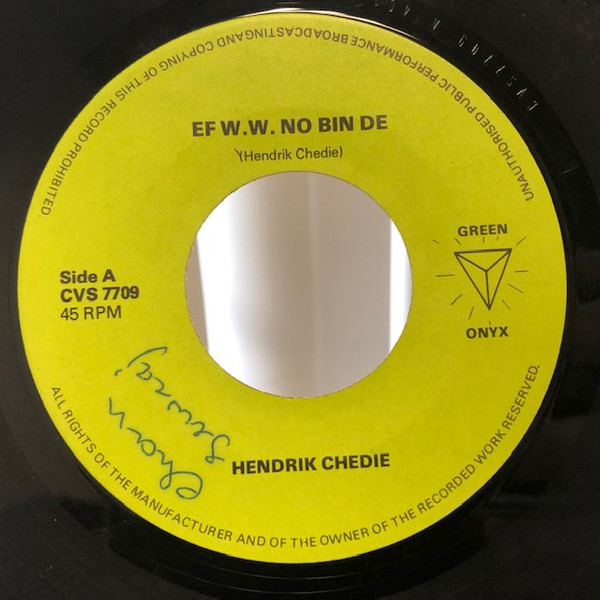 UNAUTHORISED PUBLIC PERFORMANCE BROADCASTINGAND COPYING OF THIS RECORD PROHIBITED.
EF W.W. NO BIN DE
(Hendrik Chedie)
GREEN
ONYX
Side A
CVS 7709
45 RPM
Chan
Sewraj
HENDRIK CHEDIE
ALL RIGHTS OF THE MANUFACTURER AND OF THE OWNER OF THE RECORDED WORK RESERVED.